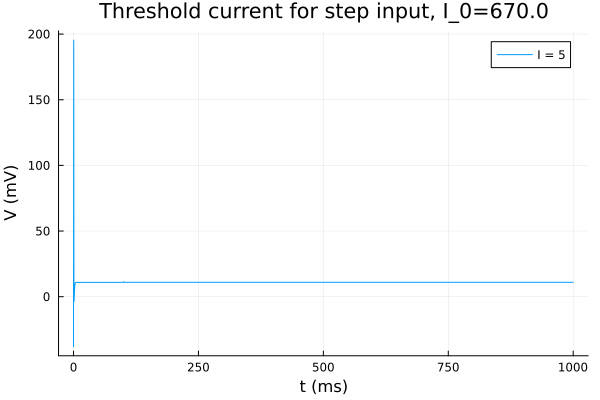 Threshold current for step input, I_0=670.0
I = 5
200
150
100
50
0
V (mV)
0
250
500
750
1000
t (ms)